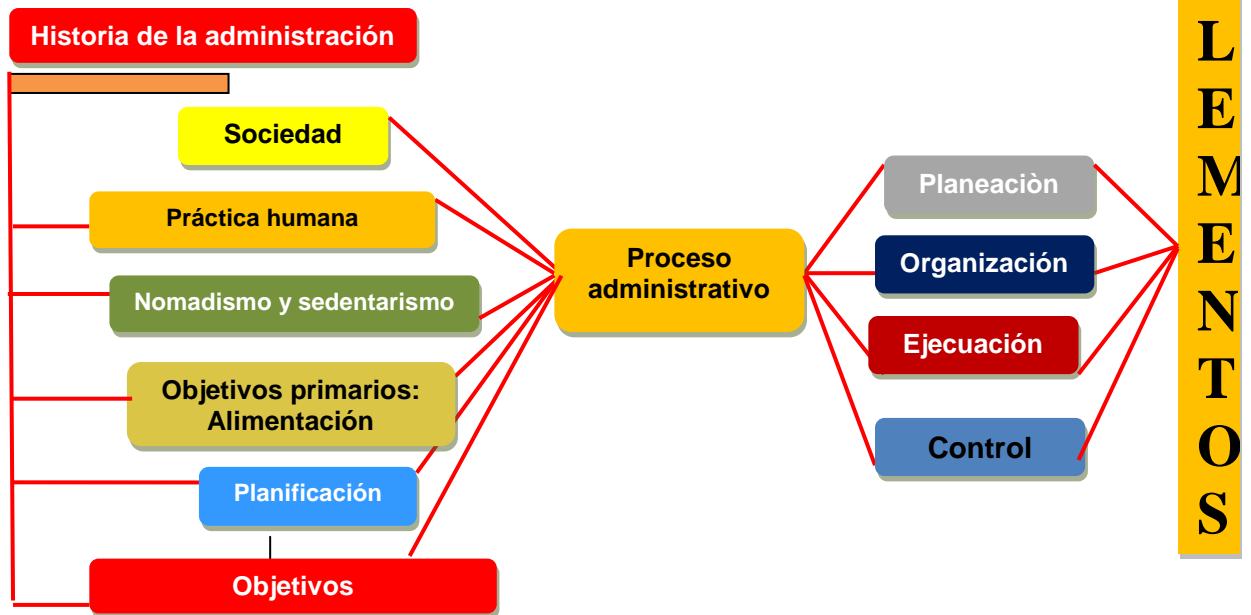 Historia de la administración
Sociedad
Práctica humana
Nomadismo y sedentarismo
Objetivos primarios:
Alimentación
Planificación
Objetivos
Proceso
administrativo
Planeaciòn
Organización
Ejecuación
Control
L
E
M
E
N
T
O
S